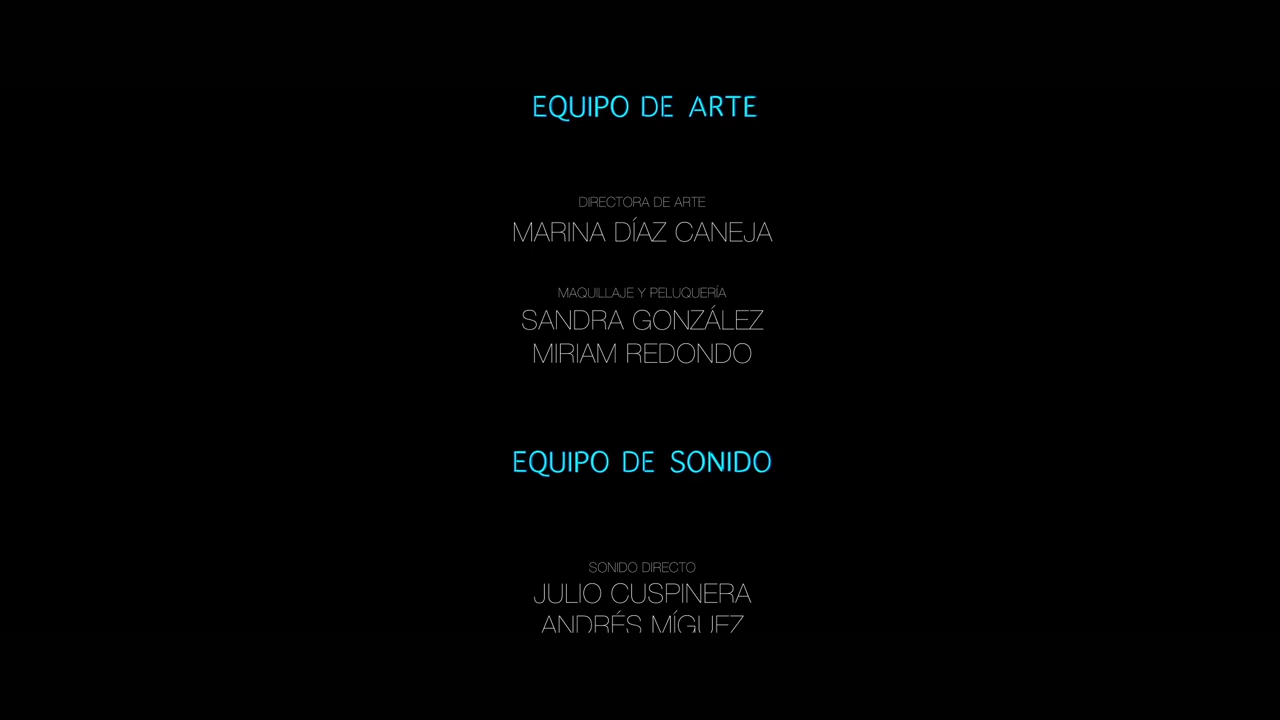 EQUIPO DE ARTE
DIRECTORA DE ARTE
MARINA DÍAZ CANEJA
MAQUILLAJE Y PELUQUERÍA
SANDRA GONZÁLEZ
MIRIAM REDONDO
EQUIPO DE SONIDO
SONIDO DIRECTO
JULIO CUSPINERA
ANDRÉS MÍGUEZ